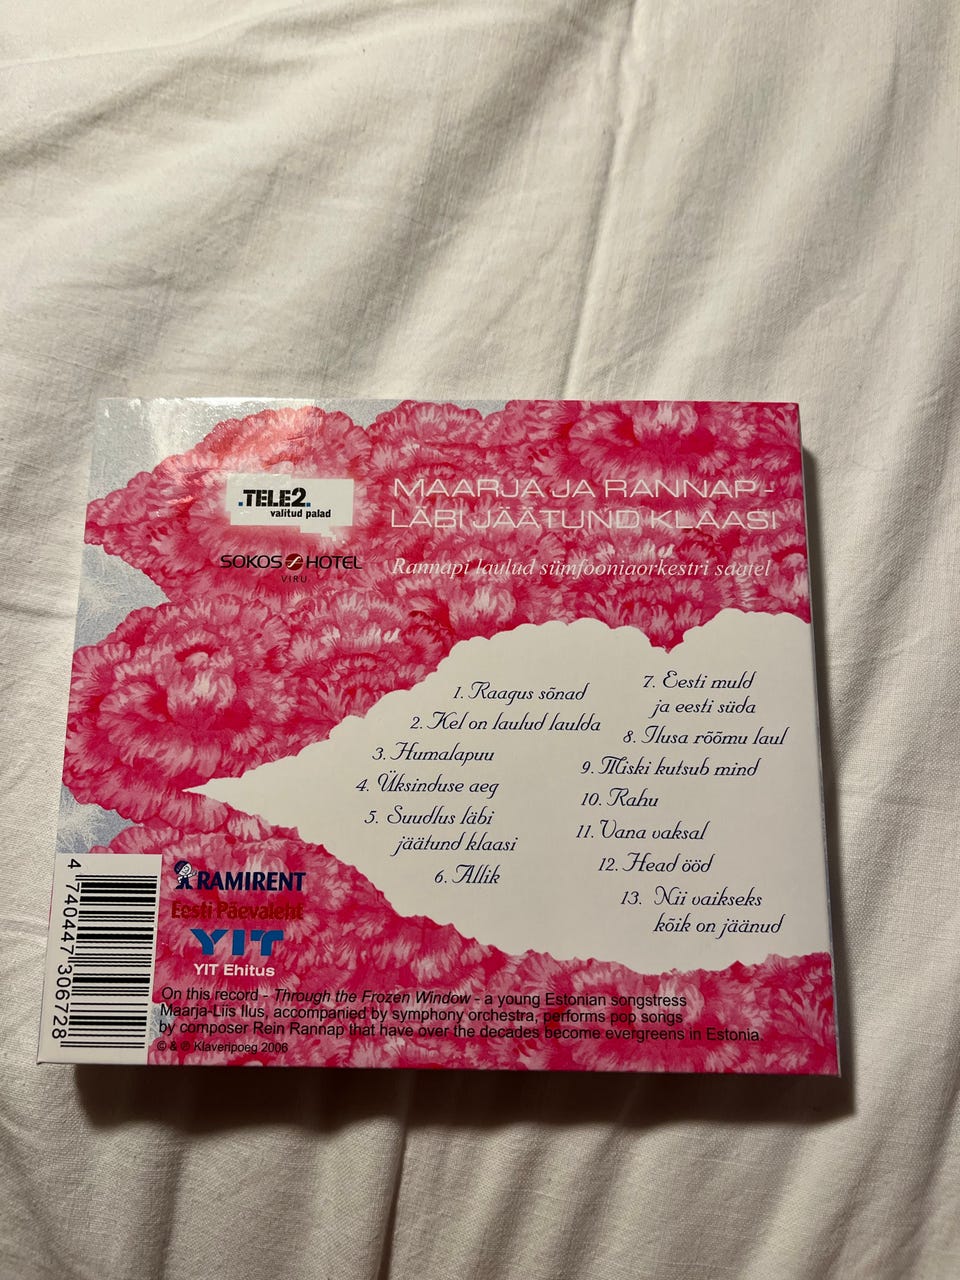 .TELE2.
valitud palad
SOKOS HOTEL
VIRU
MAARJA JA RANNAP -
LÄBI JÄÄTUND KLAASI
Rannapi laulud sümfooniaorkestri saatel
1. Raagus sõnad
2. Kel on laulud laulda
3. Humalapuu
4. Üksinduse aeg
5. Suudlus läbi
jäätund klaasi
6. Allik
7. Eesti muld
ja eesti süda
8. Ilusa rõõmu laul
9. Miski kutsub mind
10. Rahu
11. Vana vaksal
12. Head ööd
13. Nii vaikseks
kõik on jäänud
RAMIRENT
Eesti Päevaleht
YIT
YIT Ehitus
4 740447 306728
On this record - Through the Frozen Window - a young Estonian songstress
Maarja-Liis Ilus, accompanied by symphony orchestra, performs pop songs
by composer Rein Rannap that have over the decades become evergreens in Estonia.
© & ℗ Klaveripoeg 2006